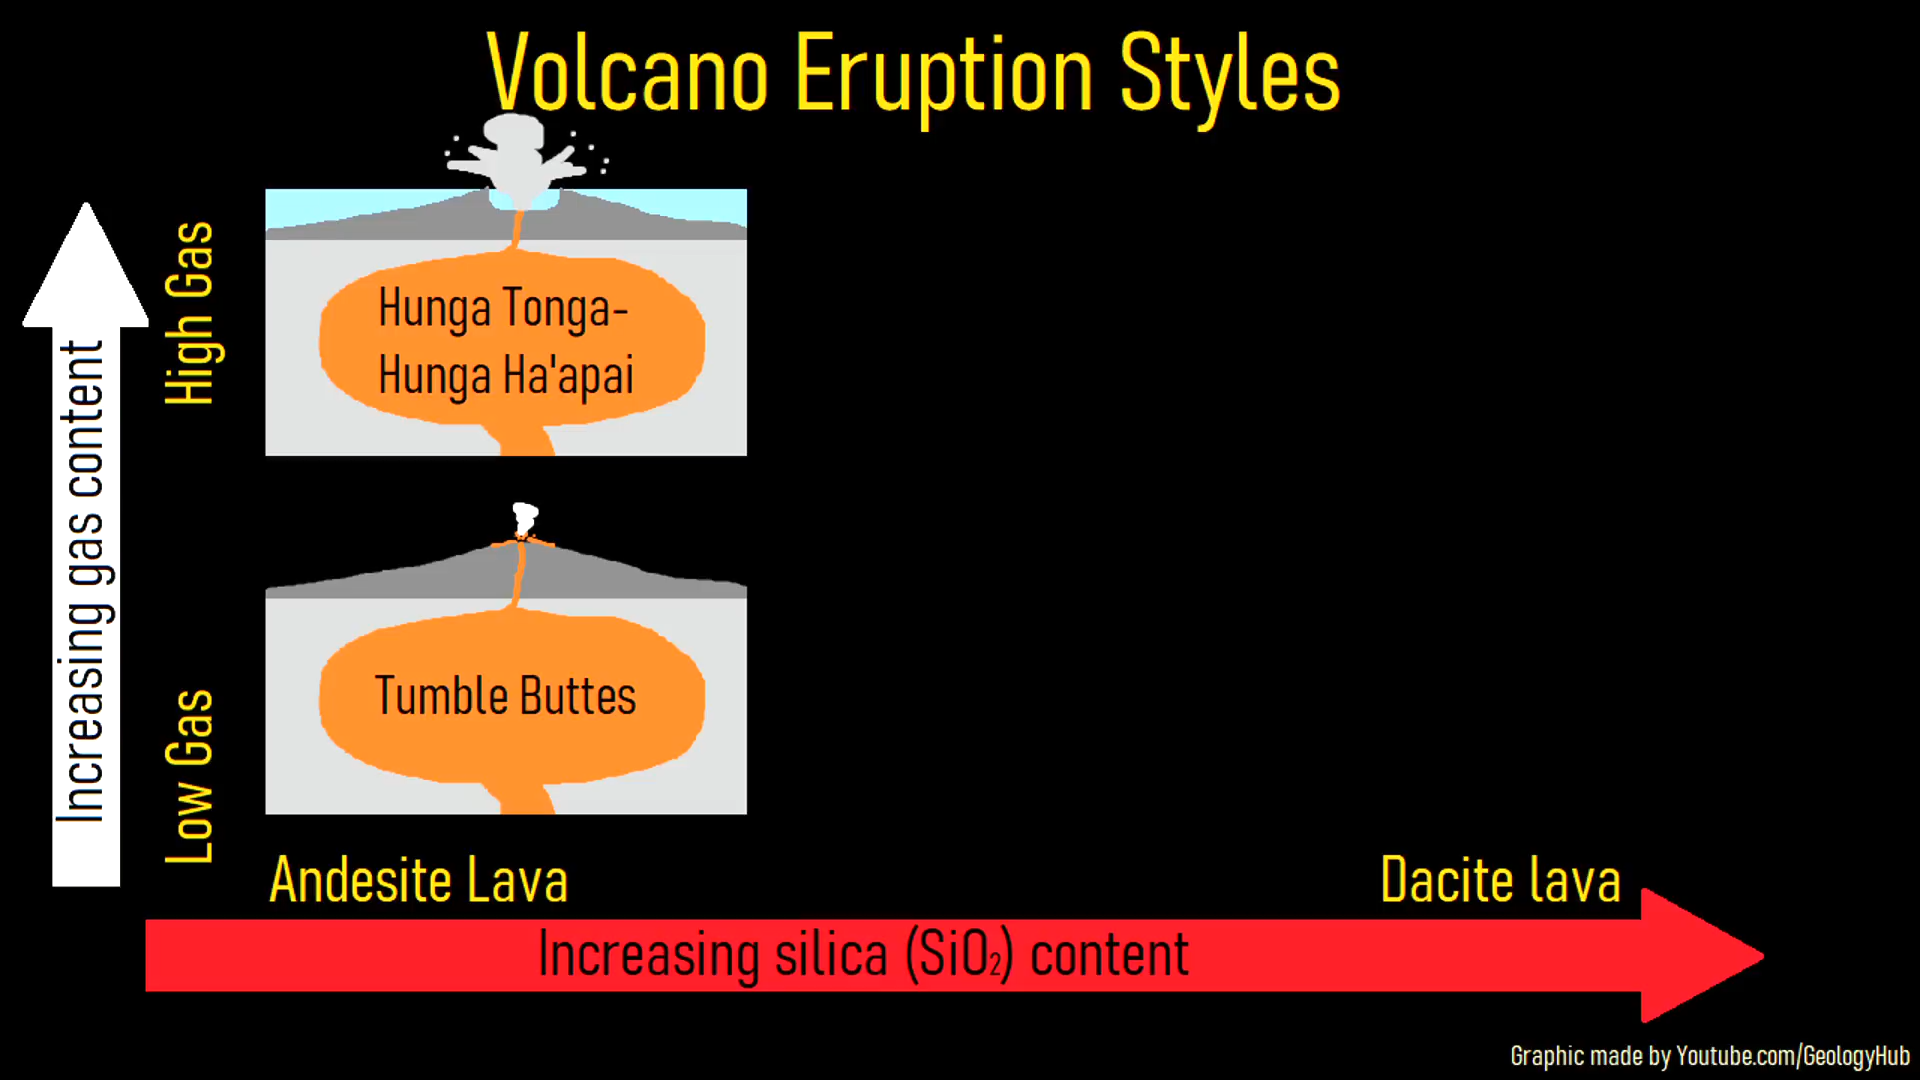 Volcano Eruption Styles
Increasing gas content
High Gas
Hunga Tonga-
Hunga Ha'apai
Low Gas
Tumble Buttes
Andesite Lava
Dacite lava
Increasing silica (SiO₂) content
Graphic made by Youtube.com/GeologyHub